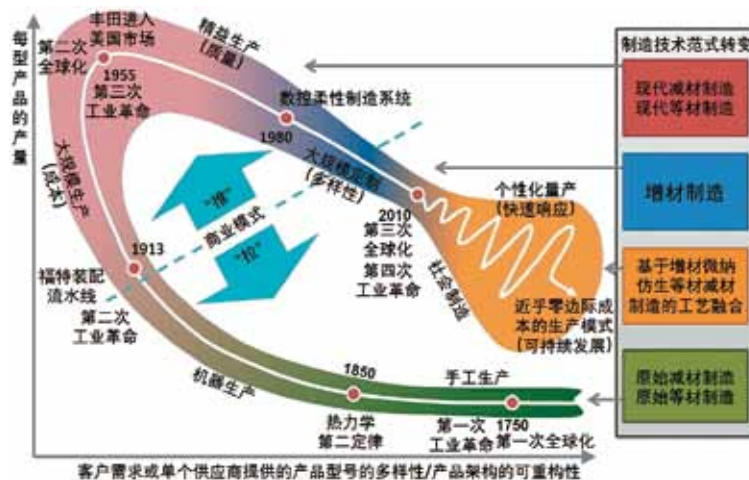 每型产品的产量
丰田进入
美国市场
第二次
全球化
1955
第三次
工业革命
精益生产
(质量)
数控柔性制造系统
1980
大规模定制
(多样性)
大规模生产
(成本)
“推”
商业模式
“拉”
1913
福特装配
流水线
第二次
工业革命
机器生产
2010
第三次
全球化
第四次
工业革命
社会制造
个性化量产
(快速响应)
近乎零边际成
本的生产模式
(可持续发展)
1850
热力学
第二定律
手工生产
第一次
工业革命
1750
第一次全球化
客户需求或单个供应商提供的产品型号的多样性/产品架构的可重构性
制造技术范式转变
现代减材制造
现代等材制造
增材制造
基于增材微纳
仿生等材减材
制造的工艺融合
原始减材制造
原始等材制造